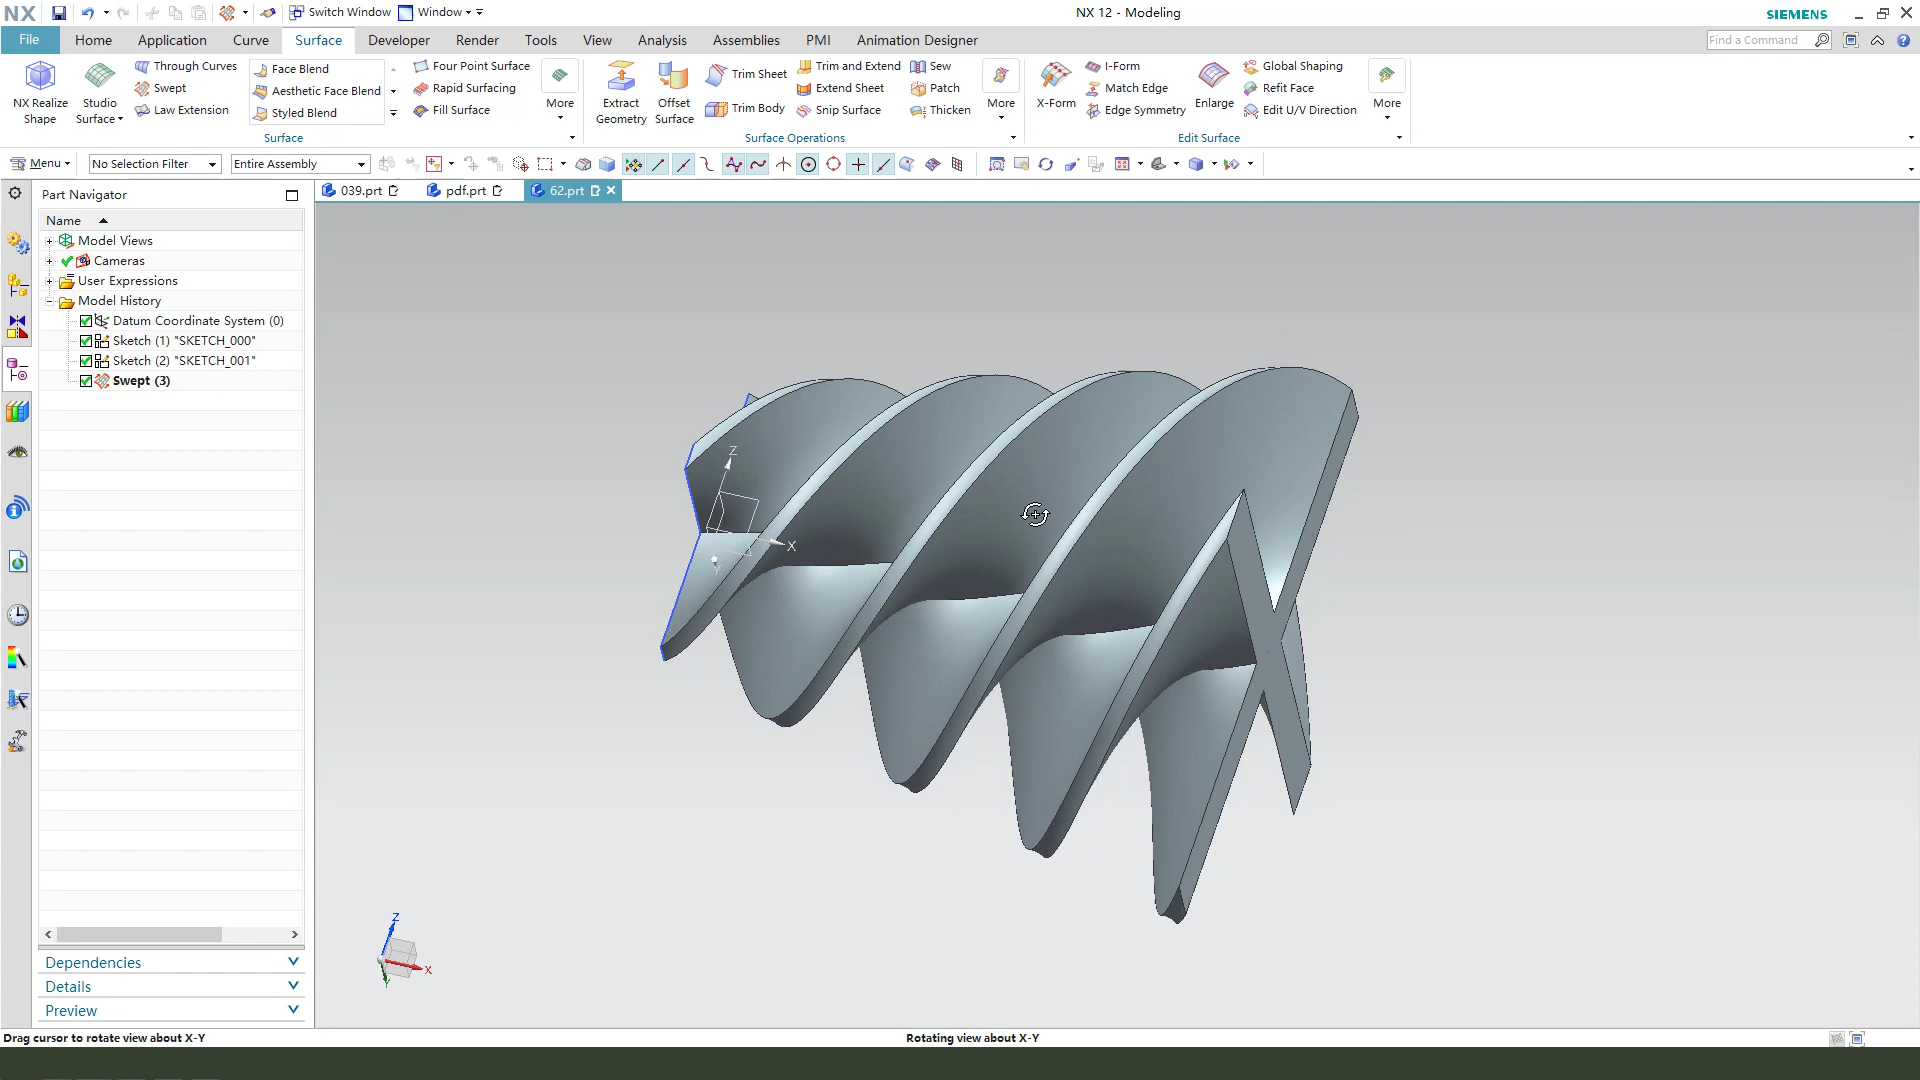 NX Switch Window Window NX 12 - Modeling SIEMENS
File Home Application Curve Surface Developer Render Tools View Analysis Assemblies PMI Animation Designer Find a Command
NX Realize Shape
Studio Surface
Through Curves
Swept
Law Extension
Face Blend
Aesthetic Face Blend
Styled Blend
Four Point Surface
Rapid Surfacing
Fill Surface
More
Surface
Extract Geometry
Offset Surface
Trim Sheet
Trim Body
Trim and Extend
Extend Sheet
Snip Surface
Sew
Patch
Thicken
More
Surface Operations
X-Form
I-Form
Match Edge
Edge Symmetry
Enlarge
Global Shaping
Refit Face
Edit U/V Direction
More
Edit Surface
Menu No Selection Filter Entire Assembly
Part Navigator 039.prt pdf.prt 62.prt
Name
Model Views
Cameras
User Expressions
Model History
Datum Coordinate System (0)
Sketch (1) "SKETCH_000"
Sketch (2) "SKETCH_001"
Swept (3)
Z
X
Y
Z
X
Y
Dependencies
Details
Preview
Drag cursor to rotate view about X-Y Rotating view about X-Y